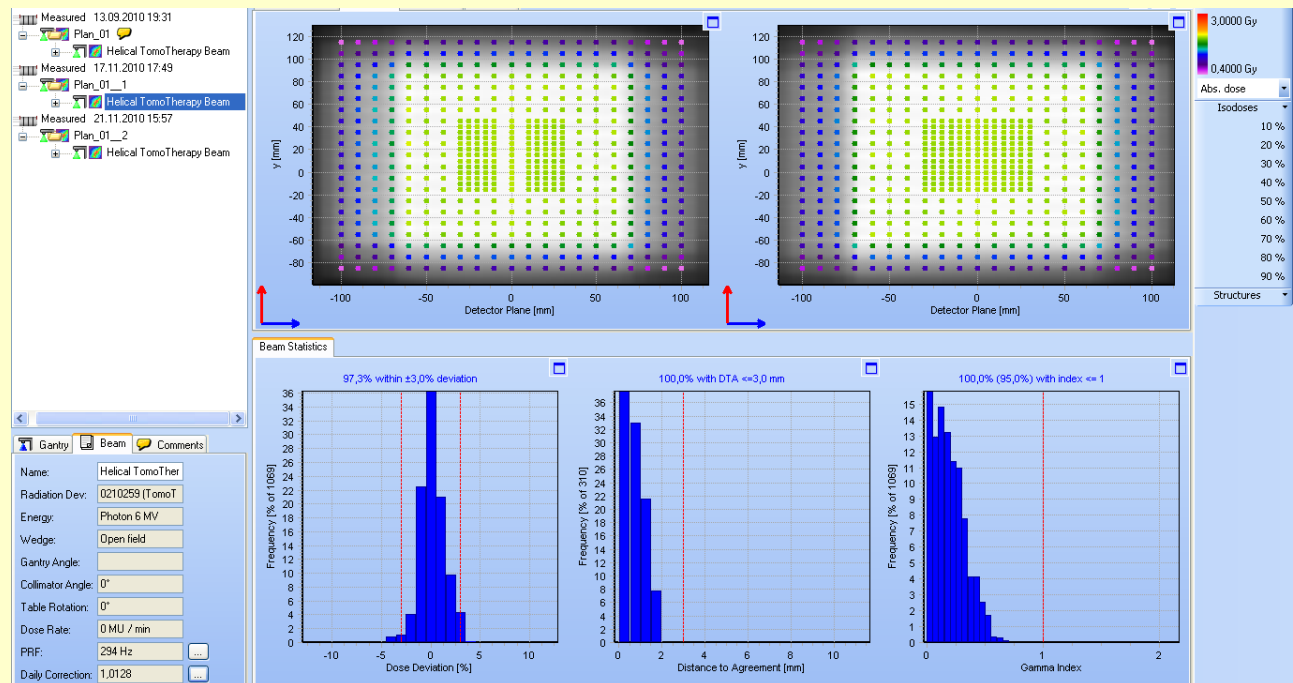 Measured 13.09.2010 19:31
Plan_01
Helical TomoTherapy Beam
Measured 17.11.2010 17:49
Plan_01__1
Helical TomoTherapy Beam
Measured 21.11.2010 15:57
Plan_01__2
Helical TomoTherapy Beam
Gantry Beam Comments
Name: Helical TomoTher
Radiation Dev: 0210259 (TomoT
Energy: Photon 6 MV
Wedge: Open field
Gantry Angle:
Collimator Angle: 0°
Table Rotation: 0°
Dose Rate: 0 MU / min
PRF: 294 Hz ...
Daily Correction: 1,0128 ...
y [mm]
120
100
80
60
40
20
0
-20
-40
-60
-80
-100 -50 0 50 100
Detector Plane [mm]
y [mm]
120
100
80
60
40
20
0
-20
-40
-60
-80
-100 -50 0 50 100
Detector Plane [mm]
3,0000 Gy
0,4000 Gy
Abs. dose
Isodoses
10 %
20 %
30 %
40 %
50 %
60 %
70 %
80 %
90 %
Structures
Beam Statistics
97,3% within ±3,0% deviation
Frequency [% of 1069]
36
34
32
30
28
26
24
22
20
18
16
14
12
10
8
6
4
2
0
-10 -5 0 5 10
Dose Deviation [%]
100,0% with DTA <=3,0 mm
Frequency [% of 310]
36
34
32
30
28
26
24
22
20
18
16
14
12
10
8
6
4
2
0
0 2 4 6 8 10
Distance to Agreement [mm]
100,0% (95,0%) with index <= 1
Frequency [% of 1069]
15
14
13
12
11
10
9
8
7
6
5
4
3
2
1
0
0 1 2
Gamma Index